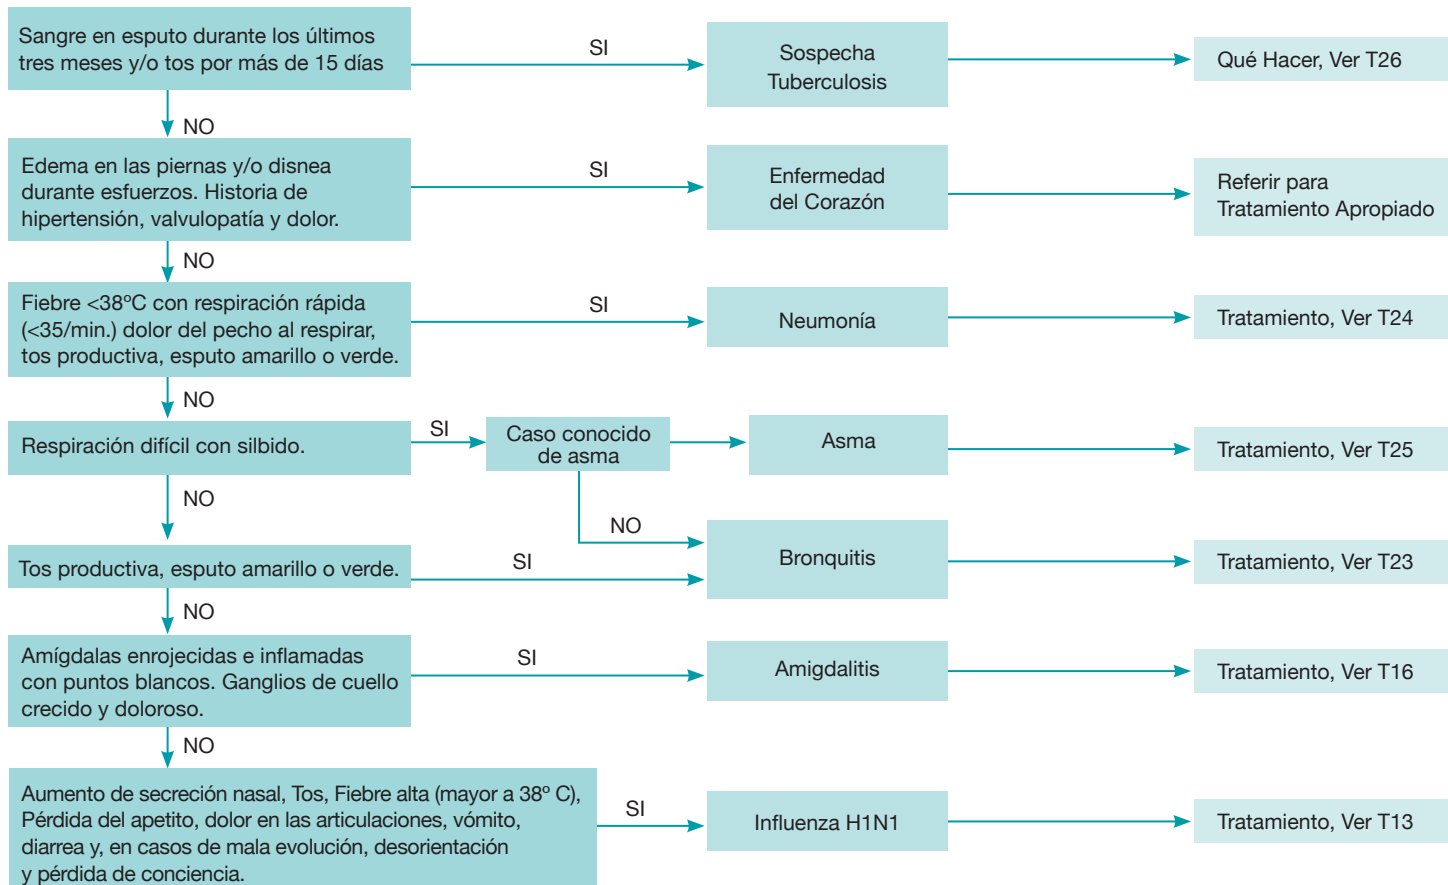 Sangre en esputo durante los últimos
tres meses y/o tos por más de 15 días
SI
Sospecha
Tuberculosis
Qué Hacer, Ver T26
NO
Edema en las piernas y/o disnea
durante esfuerzos. Historia de
hipertensión, valvulopatía y dolor.
SI
Enfermedad
del Corazón
Referir para
Tratamiento Apropiado
NO
Fiebre <38ºC con respiración rápida
(<35/min.) dolor del pecho al respirar,
tos productiva, esputo amarillo o verde.
SI
Neumonía
Tratamiento, Ver T24
NO
Respiración difícil con silbido.
SI
Caso conocido
de asma
Asma
Tratamiento, Ver T25
NO
NO
Tos productiva, esputo amarillo o verde.
SI
Bronquitis
Tratamiento, Ver T23
NO
Amígdalas enrojecidas e inflamadas
con puntos blancos. Ganglios de cuello
crecido y doloroso.
SI
Amigdalitis
Tratamiento, Ver T16
NO
Aumento de secreción nasal, Tos, Fiebre alta (mayor a 38º C),
Pérdida del apetito, dolor en las articulaciones, vómito,
diarrea y, en casos de mala evolución, desorientación
y pérdida de conciencia.
SI
Influenza H1N1
Tratamiento, Ver T13